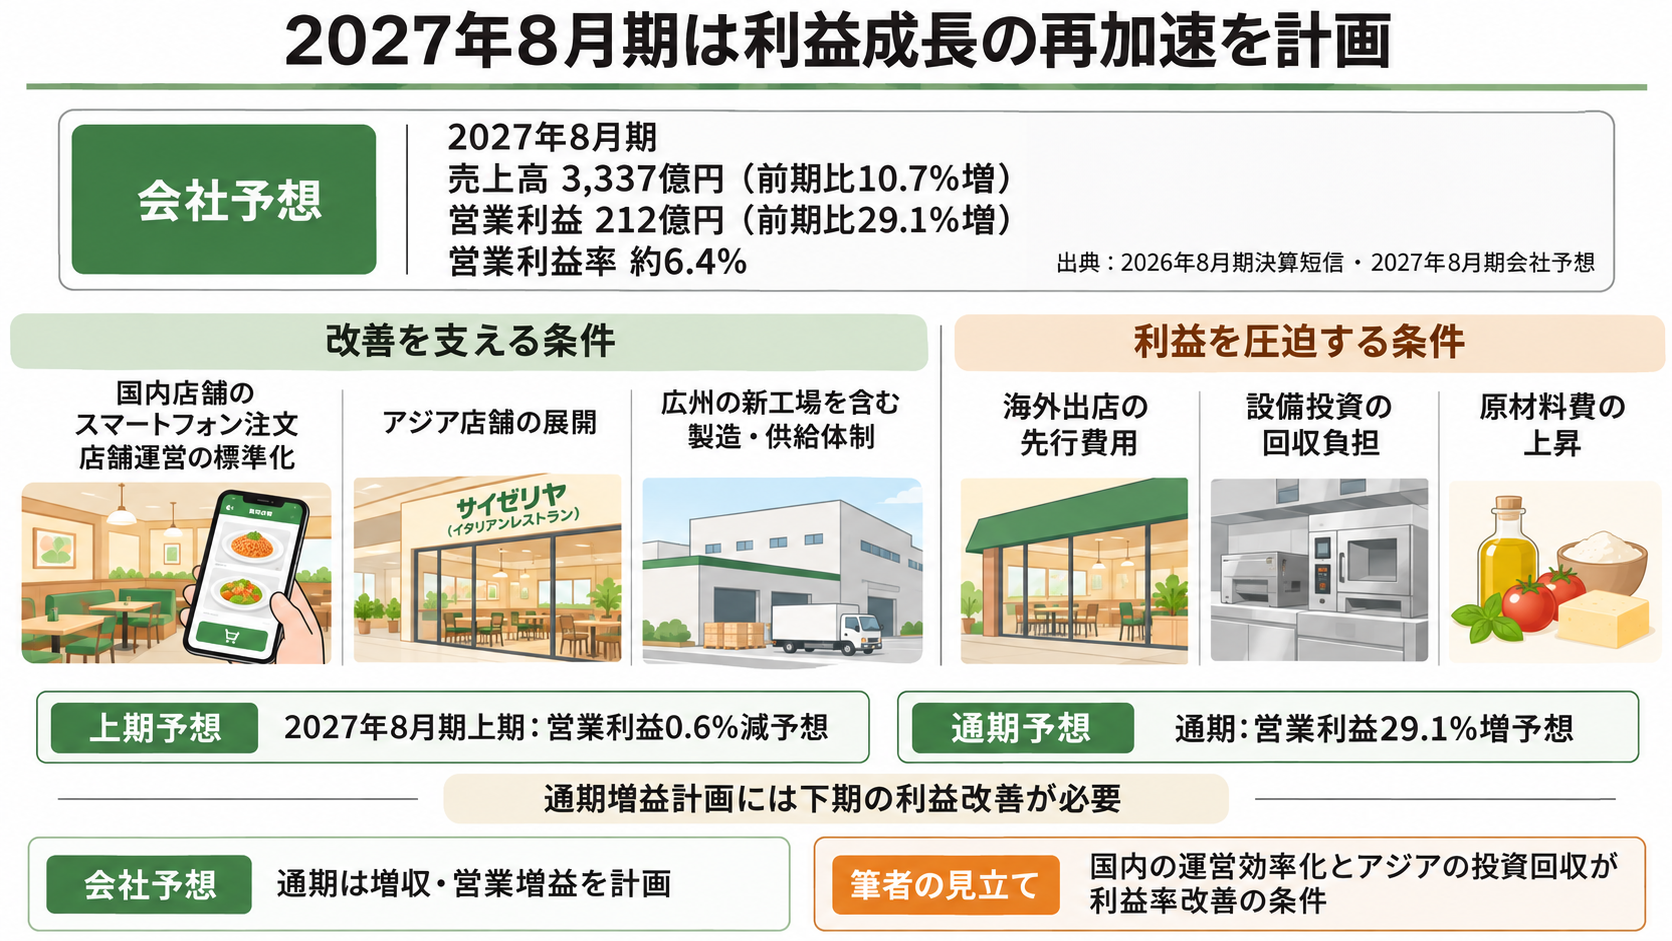 2027年8月期は利益成長の再加速を計画
会社予想
2027年8月期
売上高 3,337億円（前期比10.7%増）
営業利益 212億円（前期比29.1%増）
営業利益率 約6.4%
出典：2026年8月期決算短信・2027年8月期会社予想
改善を支える条件
国内店舗の
スマートフォン注文
店舗運営の標準化
アジア店舗の展開
サイゼリヤ
(イタリアンレストラン)
広州の新工場を含む
製造・供給体制
利益を圧迫する条件
海外出店の
先行費用
設備投資の
回収負担
原材料費の
上昇
上期予想
2027年8月期上期：営業利益0.6%減予想
通期予想
通期：営業利益29.1%増予想
通期増益計画には下期の利益改善が必要
会社予想
通期は増収・営業増益を計画
筆者の見立て
国内の運営効率化とアジアの投資回収が
利益率改善の条件